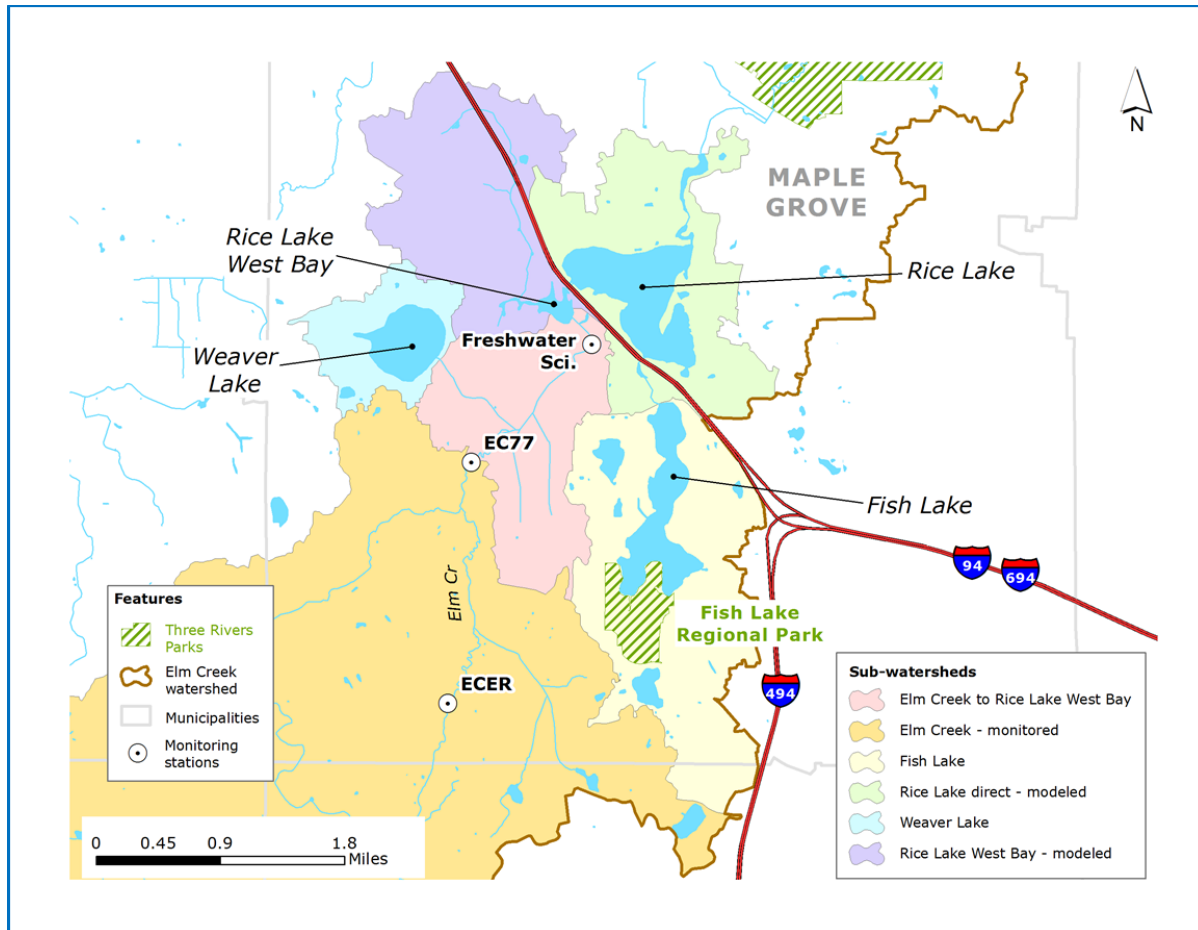 N
MAPLE
GROVE
Rice Lake
West Bay
Rice Lake
Freshwater
Sci.
Weaver
Lake
EC77
Fish Lake
Elm Cr
94
694
Fish Lake
Regional Park
ECER
494
Features
Three Rivers
Parks
Elm Creek
watershed
Municipalities
Monitoring
stations
0 0.45 0.9 1.8
Miles
Sub-watersheds
Elm Creek to Rice Lake West Bay
Elm Creek - monitored
Fish Lake
Rice Lake direct - modeled
Weaver Lake
Rice Lake West Bay - modeled